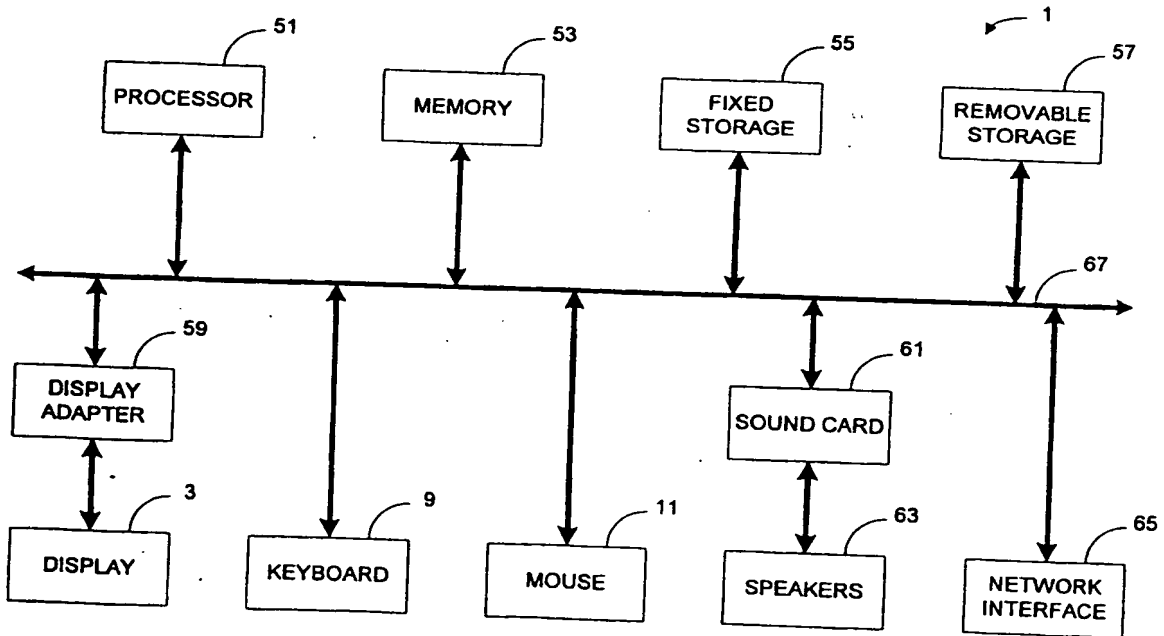 1
51
53
55
57
PROCESSOR
MEMORY
FIXED
STORAGE
REMOVABLE
STORAGE
67
59
61
DISPLAY
ADAPTER
SOUND CARD
3
9
11
63
65
DISPLAY
KEYBOARD
MOUSE
SPEAKERS
NETWORK
INTERFACE